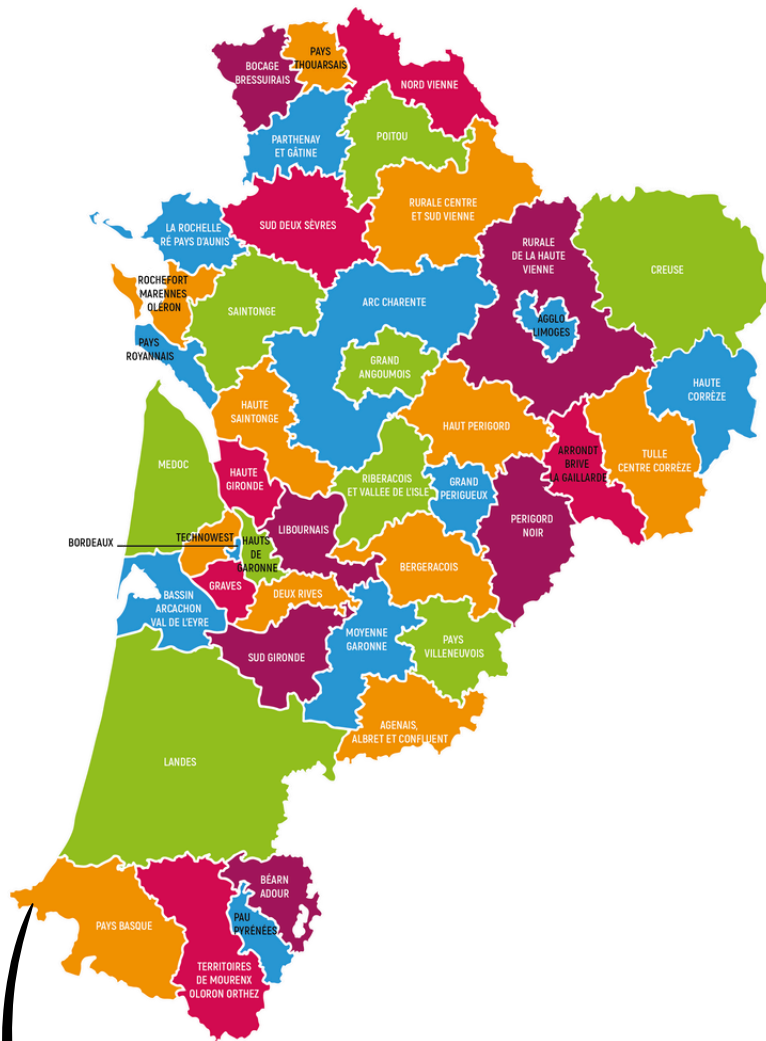 PAYS
THOUARSAIS
BOCAGE
BRESSUIRAIS
NORD VIENNE
PARTHENAY
ET GÂTINE
POITOU
RURALE CENTRE
ET SUD VIENNE
LA ROCHELLE
RÉ PAYS D'AUNIS
SUD DEUX SÈVRES
RURALE
DE LA HAUTE
VIENNE
CREUSE
ROCHEFORT
MARENNES
OLÉRON
SAINTONGE
ARC CHARENTE
AGGLO
LIMOGES
PAYS
ROYANNAIS
GRAND
ANGOUMOIS
HAUTE
CORRÈZE
HAUTE
SAINTONGE
HAUT PERIGORD
ARRONDT
BRIVE
LA GAILLARDE
TULLE
CENTRE CORRÈZE
MEDOC
HAUTE
GIRONDE
RIBERACOIS
ET VALLEE DE L'ISLE
GRAND
PERIGUEUX
PERIGORD
NOIR
BORDEAUX
TECHNOWEST
HAUTS
DE
GARONNE
LIBOURNAIS
BERGERACOIS
BASSIN
ARCACHON
VAL DE L'EYRE
GRAVES
DEUX RIVES
MOYENNE
GARONNE
PAYS
VILLENEUVOIS
SUD GIRONDE
AGENAIS,
ALBRET ET CONFLUENT
LANDES
BÉARN
ADOUR
PAYS BASQUE
PAU
PYRÉNÉES
TERRITOIRES
DE MOURENX
OLORON ORTHEZ